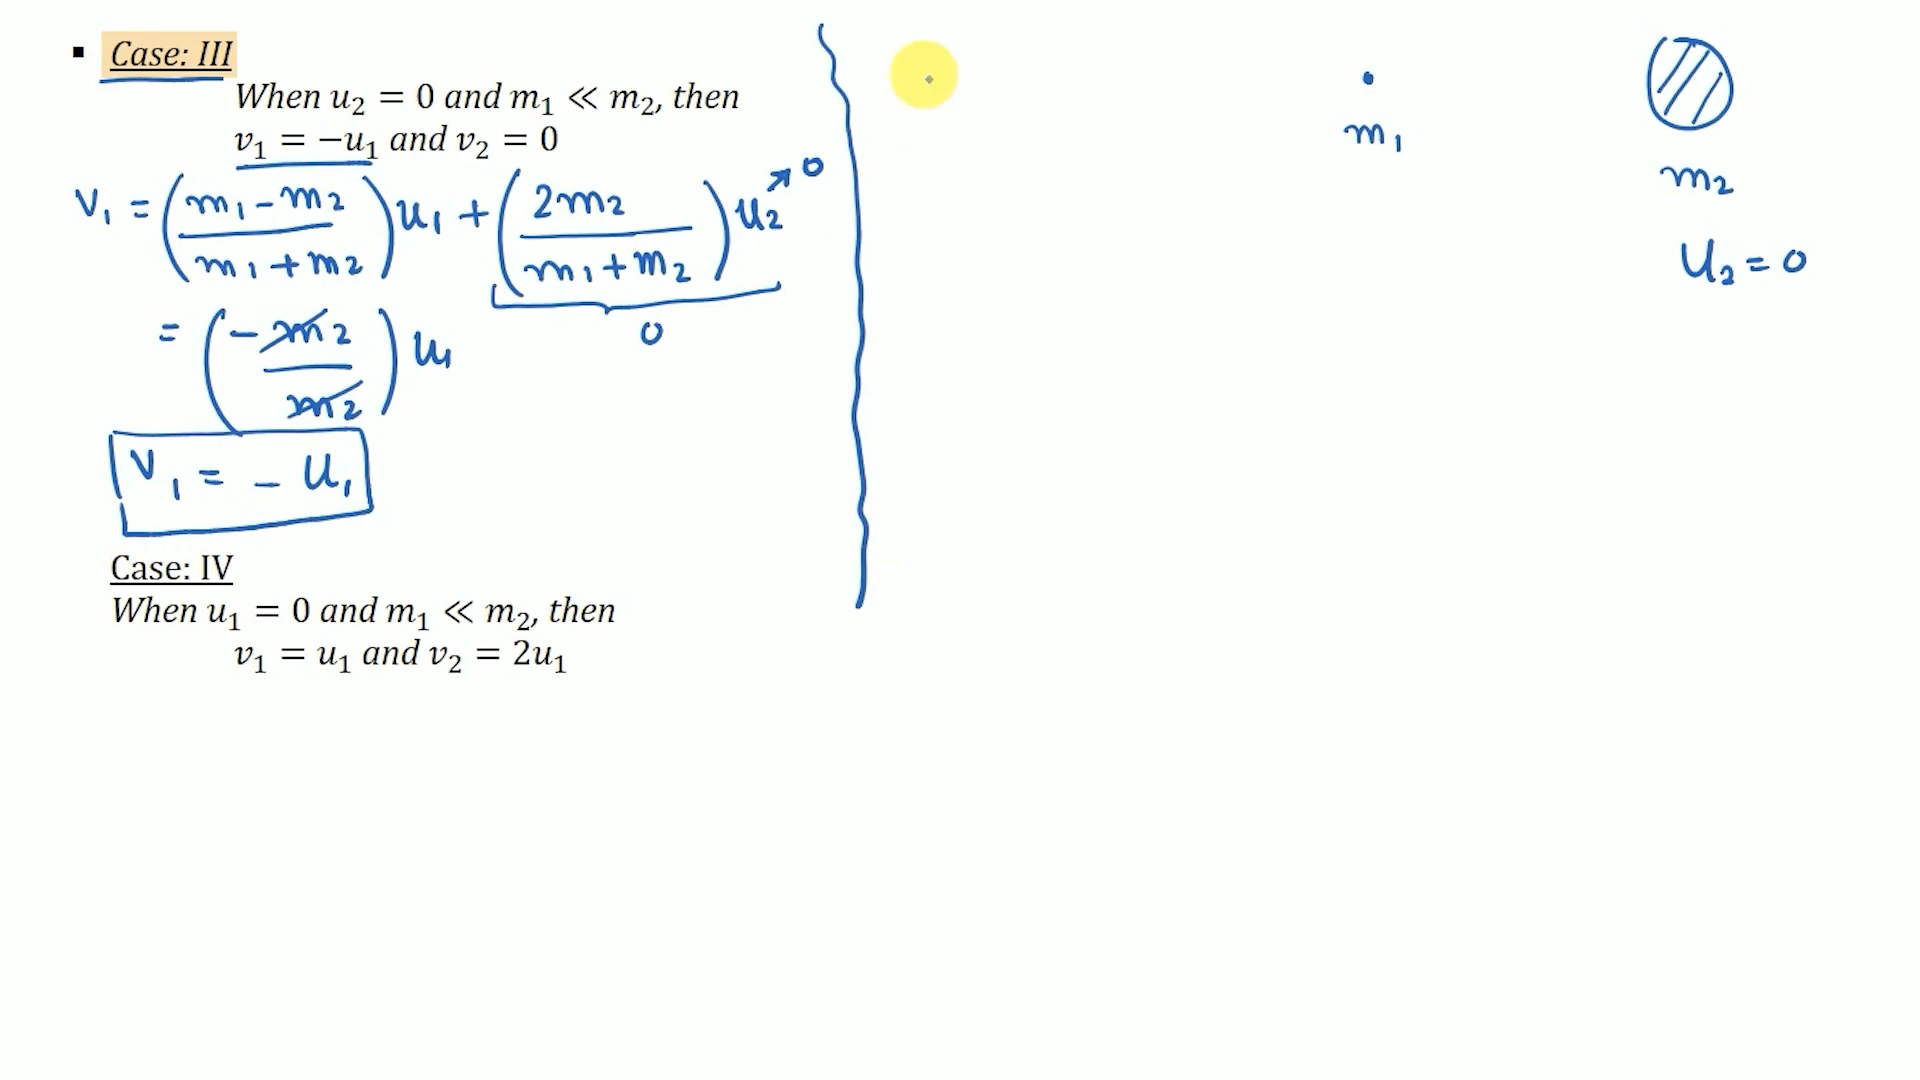 ▪ Case: III
When u₂ = 0 and m₁ ≪ m₂, then
v₁ = −u₁ and v₂ = 0
V₁ = ((m₁ − m₂)/(m₁ + m₂)) u₁ + ((2m₂)/(m₁ + m₂)) u₂ ↗ 0
0
= (−m₂/m₂) u₁
V₁ = − u₁
Case: IV
When u₁ = 0 and m₁ ≪ m₂, then
v₁ = u₁ and v₂ = 2u₁
m₁
m₂
U₂ = 0